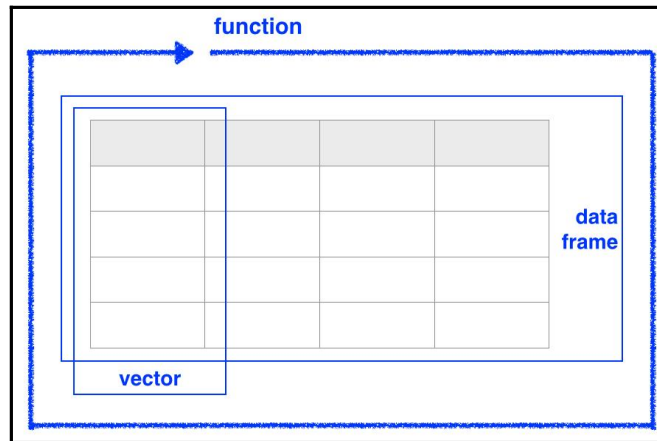 function
data
frame
vector